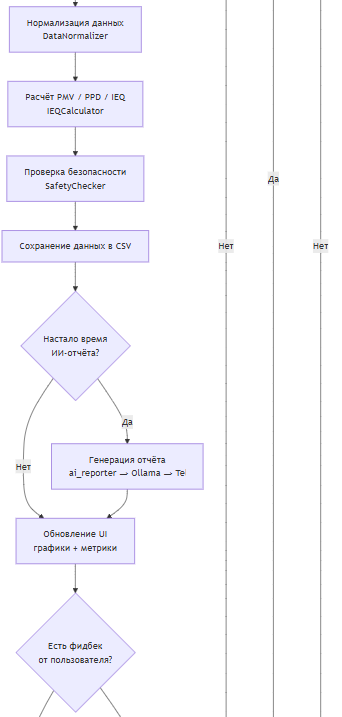 Нормализация данных
DataNormalizer
Расчёт PMV / PPD / IEQ
IEQCalculator
Проверка безопасности
SafetyChecker
Да
Сохранение данных в CSV
Нет
Нет
Настало время
ИИ-отчёта?
Да
Нет
Генерация отчёта
ai_reporter → Ollama →
Обновление UI
графики + метрики
Есть фидбек
от пользователя?